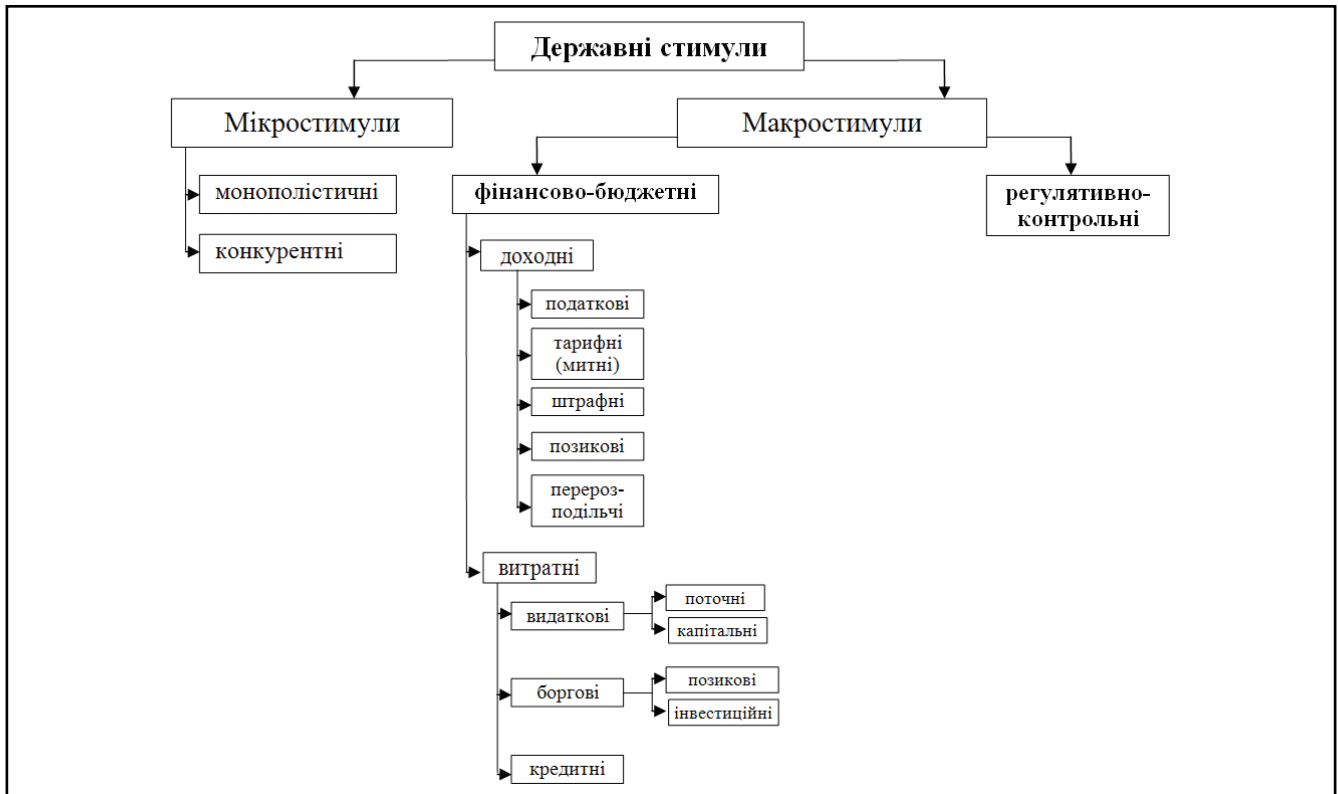 Державні стимули
Мікростимули
Макростимули
монополістичні
конкурентні
фінансово-бюджетні
регулятивно-
контрольні
доходні
податкові
тарифні
(митні)
штрафні
позикові
перероз-
подільчі
витратні
видаткові
поточні
капітальні
боргові
позикові
інвестиційні
кредитні